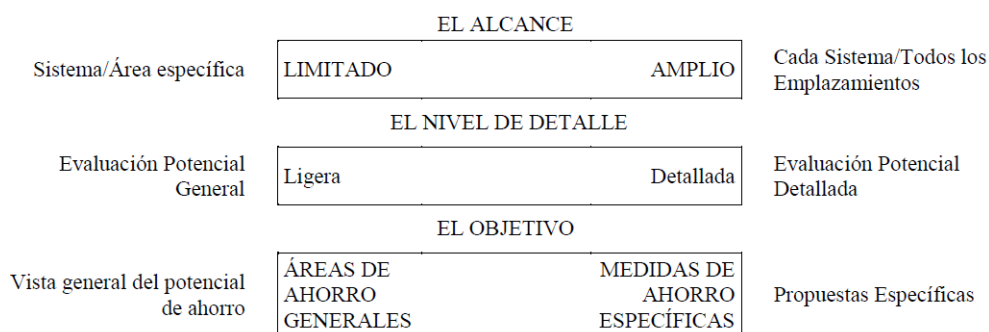 EL ALCANCE
Sistema/Área específica
LIMITADO
AMPLIO
Cada Sistema/Todos los
Emplazamientos
EL NIVEL DE DETALLE
Evaluación Potencial
General
Ligera
Detallada
Evaluación Potencial
Detallada
EL OBJETIVO
Vista general del potencial
de ahorro
ÁREAS DE
AHORRO
GENERALES
MEDIDAS DE
AHORRO
ESPECÍFICAS
Propuestas Específicas